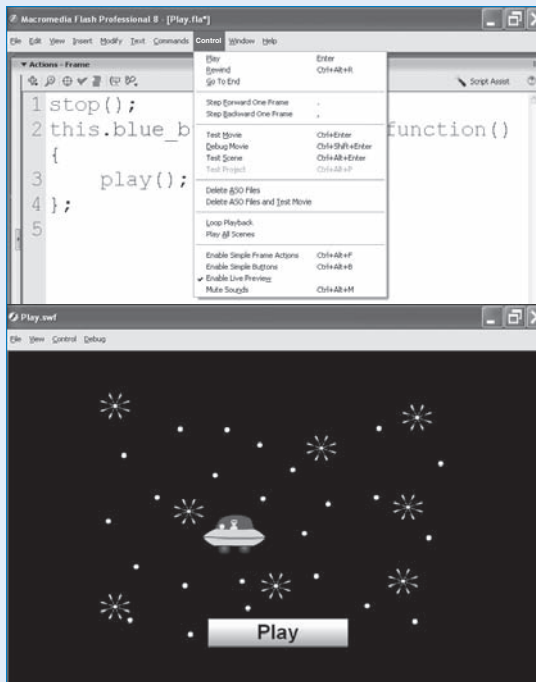 Macromedia Flash Professional 8 - [Play.fla*]
File Edit View Insert Modify Text Commands Control Window Help
Actions - Frame
Script Assist
1 stop();
2 this.blue_b function()
{
3 play();
4 };
5
Play Enter
Rewind Ctrl+Alt+R
Go To End
Step Forward One Frame .
Step Backward One Frame ,
Test Movie Ctrl+Enter
Debug Movie Ctrl+Shift+Enter
Test Scene Ctrl+Alt+Enter
Test Project Ctrl+Alt+P
Delete ASO Files
Delete ASO Files and Test Movie
Loop Playback
Play All Scenes
Enable Simple Frame Actions Ctrl+Alt+F
Enable Simple Buttons Ctrl+Alt+B
Enable Live Preview
Mute Sounds Ctrl+Alt+M
Play.swf
File View Control Debug
Play